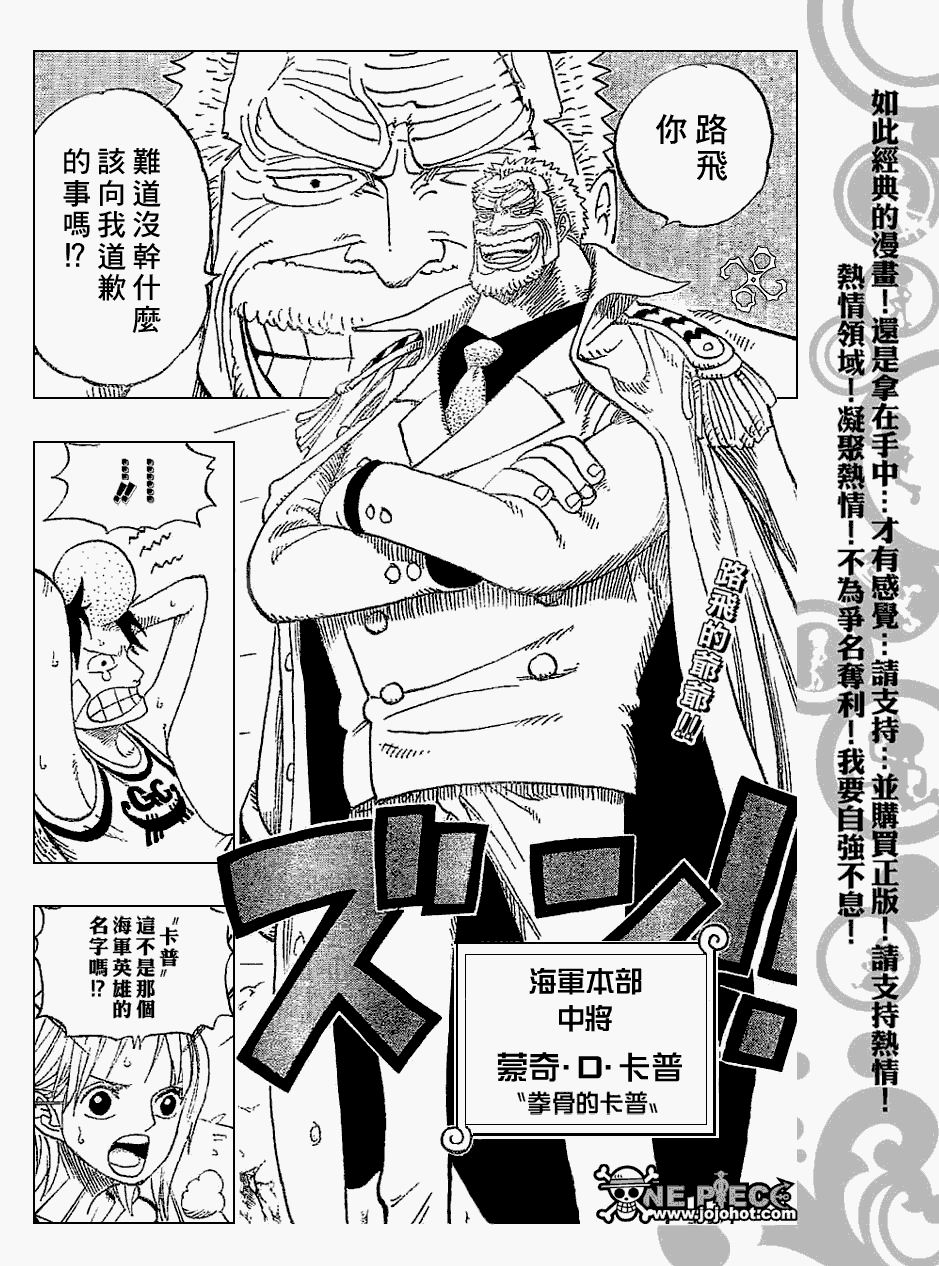 路飛
你
難道沒幹什麼
該向我道歉
的事嗎!?
!!
GC
路飛的爺爺!!
ズン!!
〝卡普〞
這不是那個
海軍英雄的
名字嗎!?
海軍本部
中將
蒙奇·D·卡普
〝拳骨的卡普〞
ONE PIECE
www.jojohot.com
如此經典的漫畫!還是拿在手中…才有感覺…請支持…並購買正版!請支持熱情!
熱情領域!凝聚熱情!不為爭名奪利!我要自強不息!